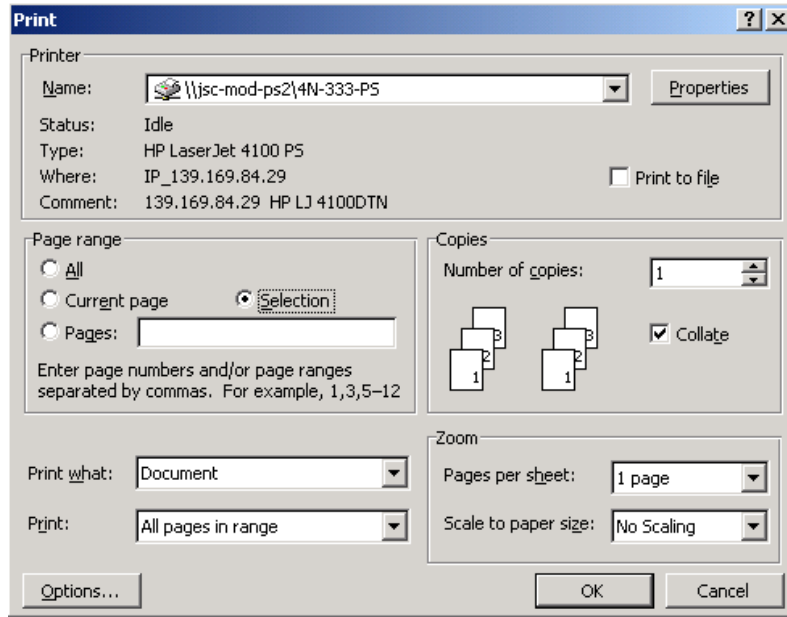 Print
Printer
Name: \\jsc-mod-ps2\4N-333-PS Properties
Status: Idle
Type: HP LaserJet 4100 PS
Where: IP_139.169.84.29 Print to file
Comment: 139.169.84.29 HP LJ 4100DTN
Page range
All
Current page Selection
Pages:
Enter page numbers and/or page ranges
separated by commas. For example, 1,3,5–12
Copies
Number of copies: 1
1 2 3 1 2 3 Collate
Print what: Document
Print: All pages in range
Zoom
Pages per sheet: 1 page
Scale to paper size: No Scaling
Options... OK Cancel